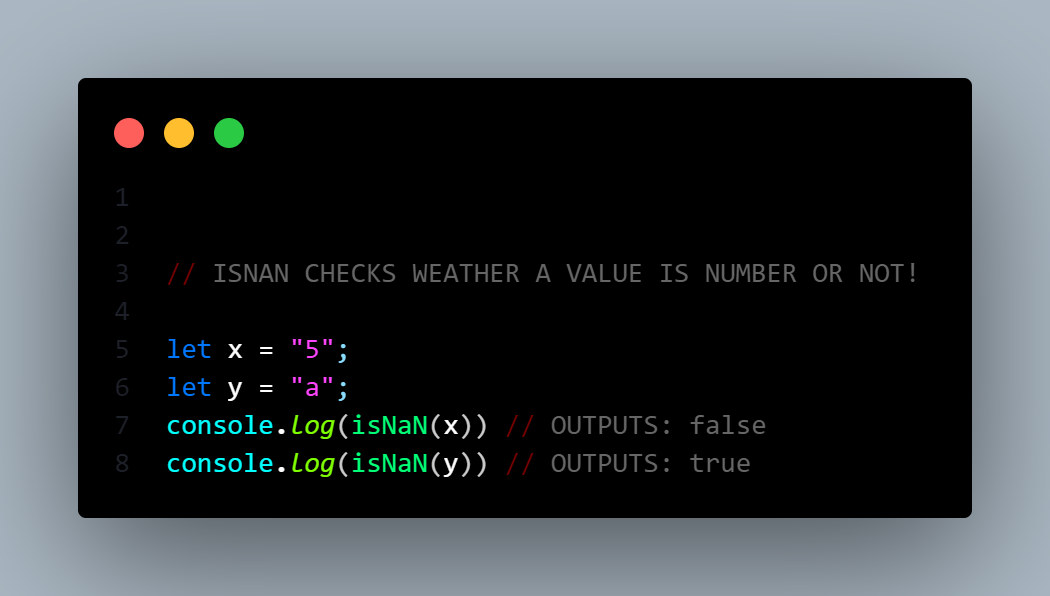 1
2
3 // ISNAN CHECKS WEATHER A VALUE IS NUMBER OR NOT!
4
5 let x = "5";
6 let y = "a";
7 console.log(isNaN(x)) // OUTPUTS: false
8 console.log(isNaN(y)) // OUTPUTS: true